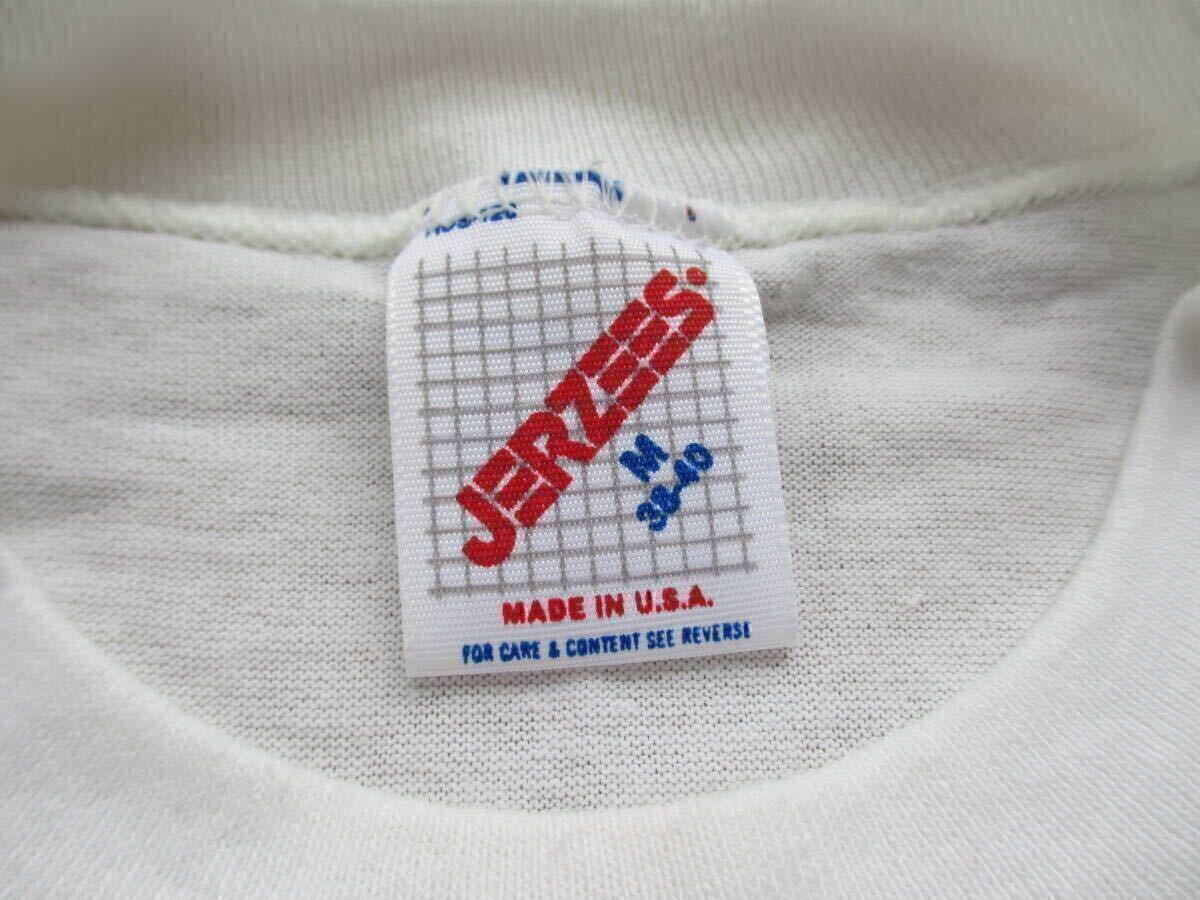 JERZEES.
M
38-40
MADE IN U.S.A.
FOR CARE & CONTENT SEE REVERSE